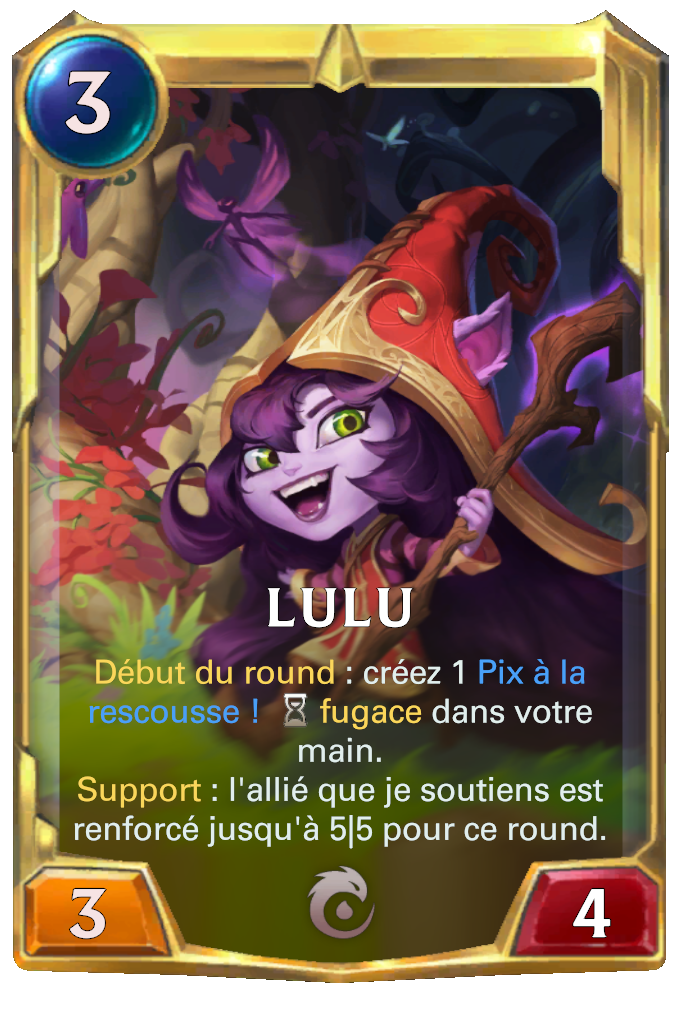 3
LULU
Début du round : créez 1 Pix à la
rescousse ! fugace dans votre
main.
Support : l'allié que je soutiens est
renforcé jusqu'à 5|5 pour ce round.
3
4